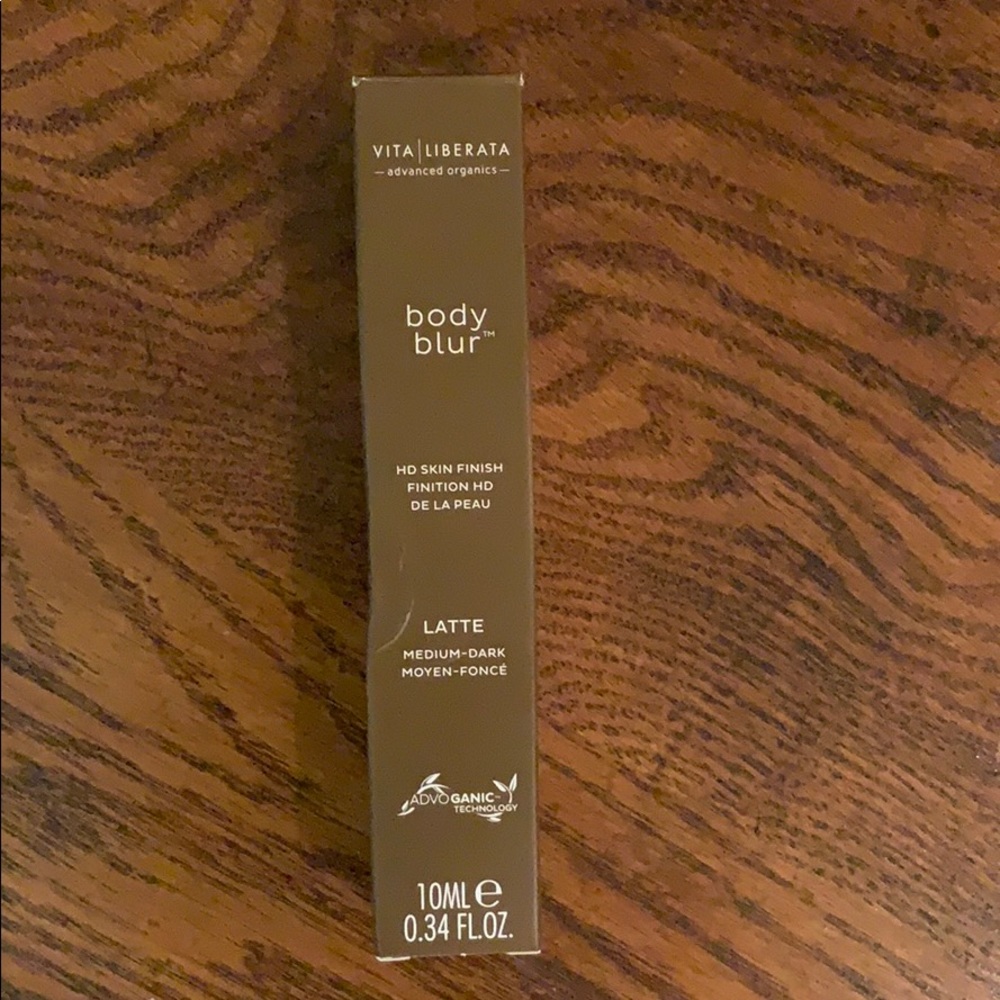 VITA|LIBERATA
—advanced organics—
body
blur™
HD SKIN FINISH
FINITION HD
DE LA PEAU
LATTE
MEDIUM-DARK
MOYEN-FONCÉ
ADVOGANIC™
TECHNOLOGY
10ML e
0.34 FL.OZ.